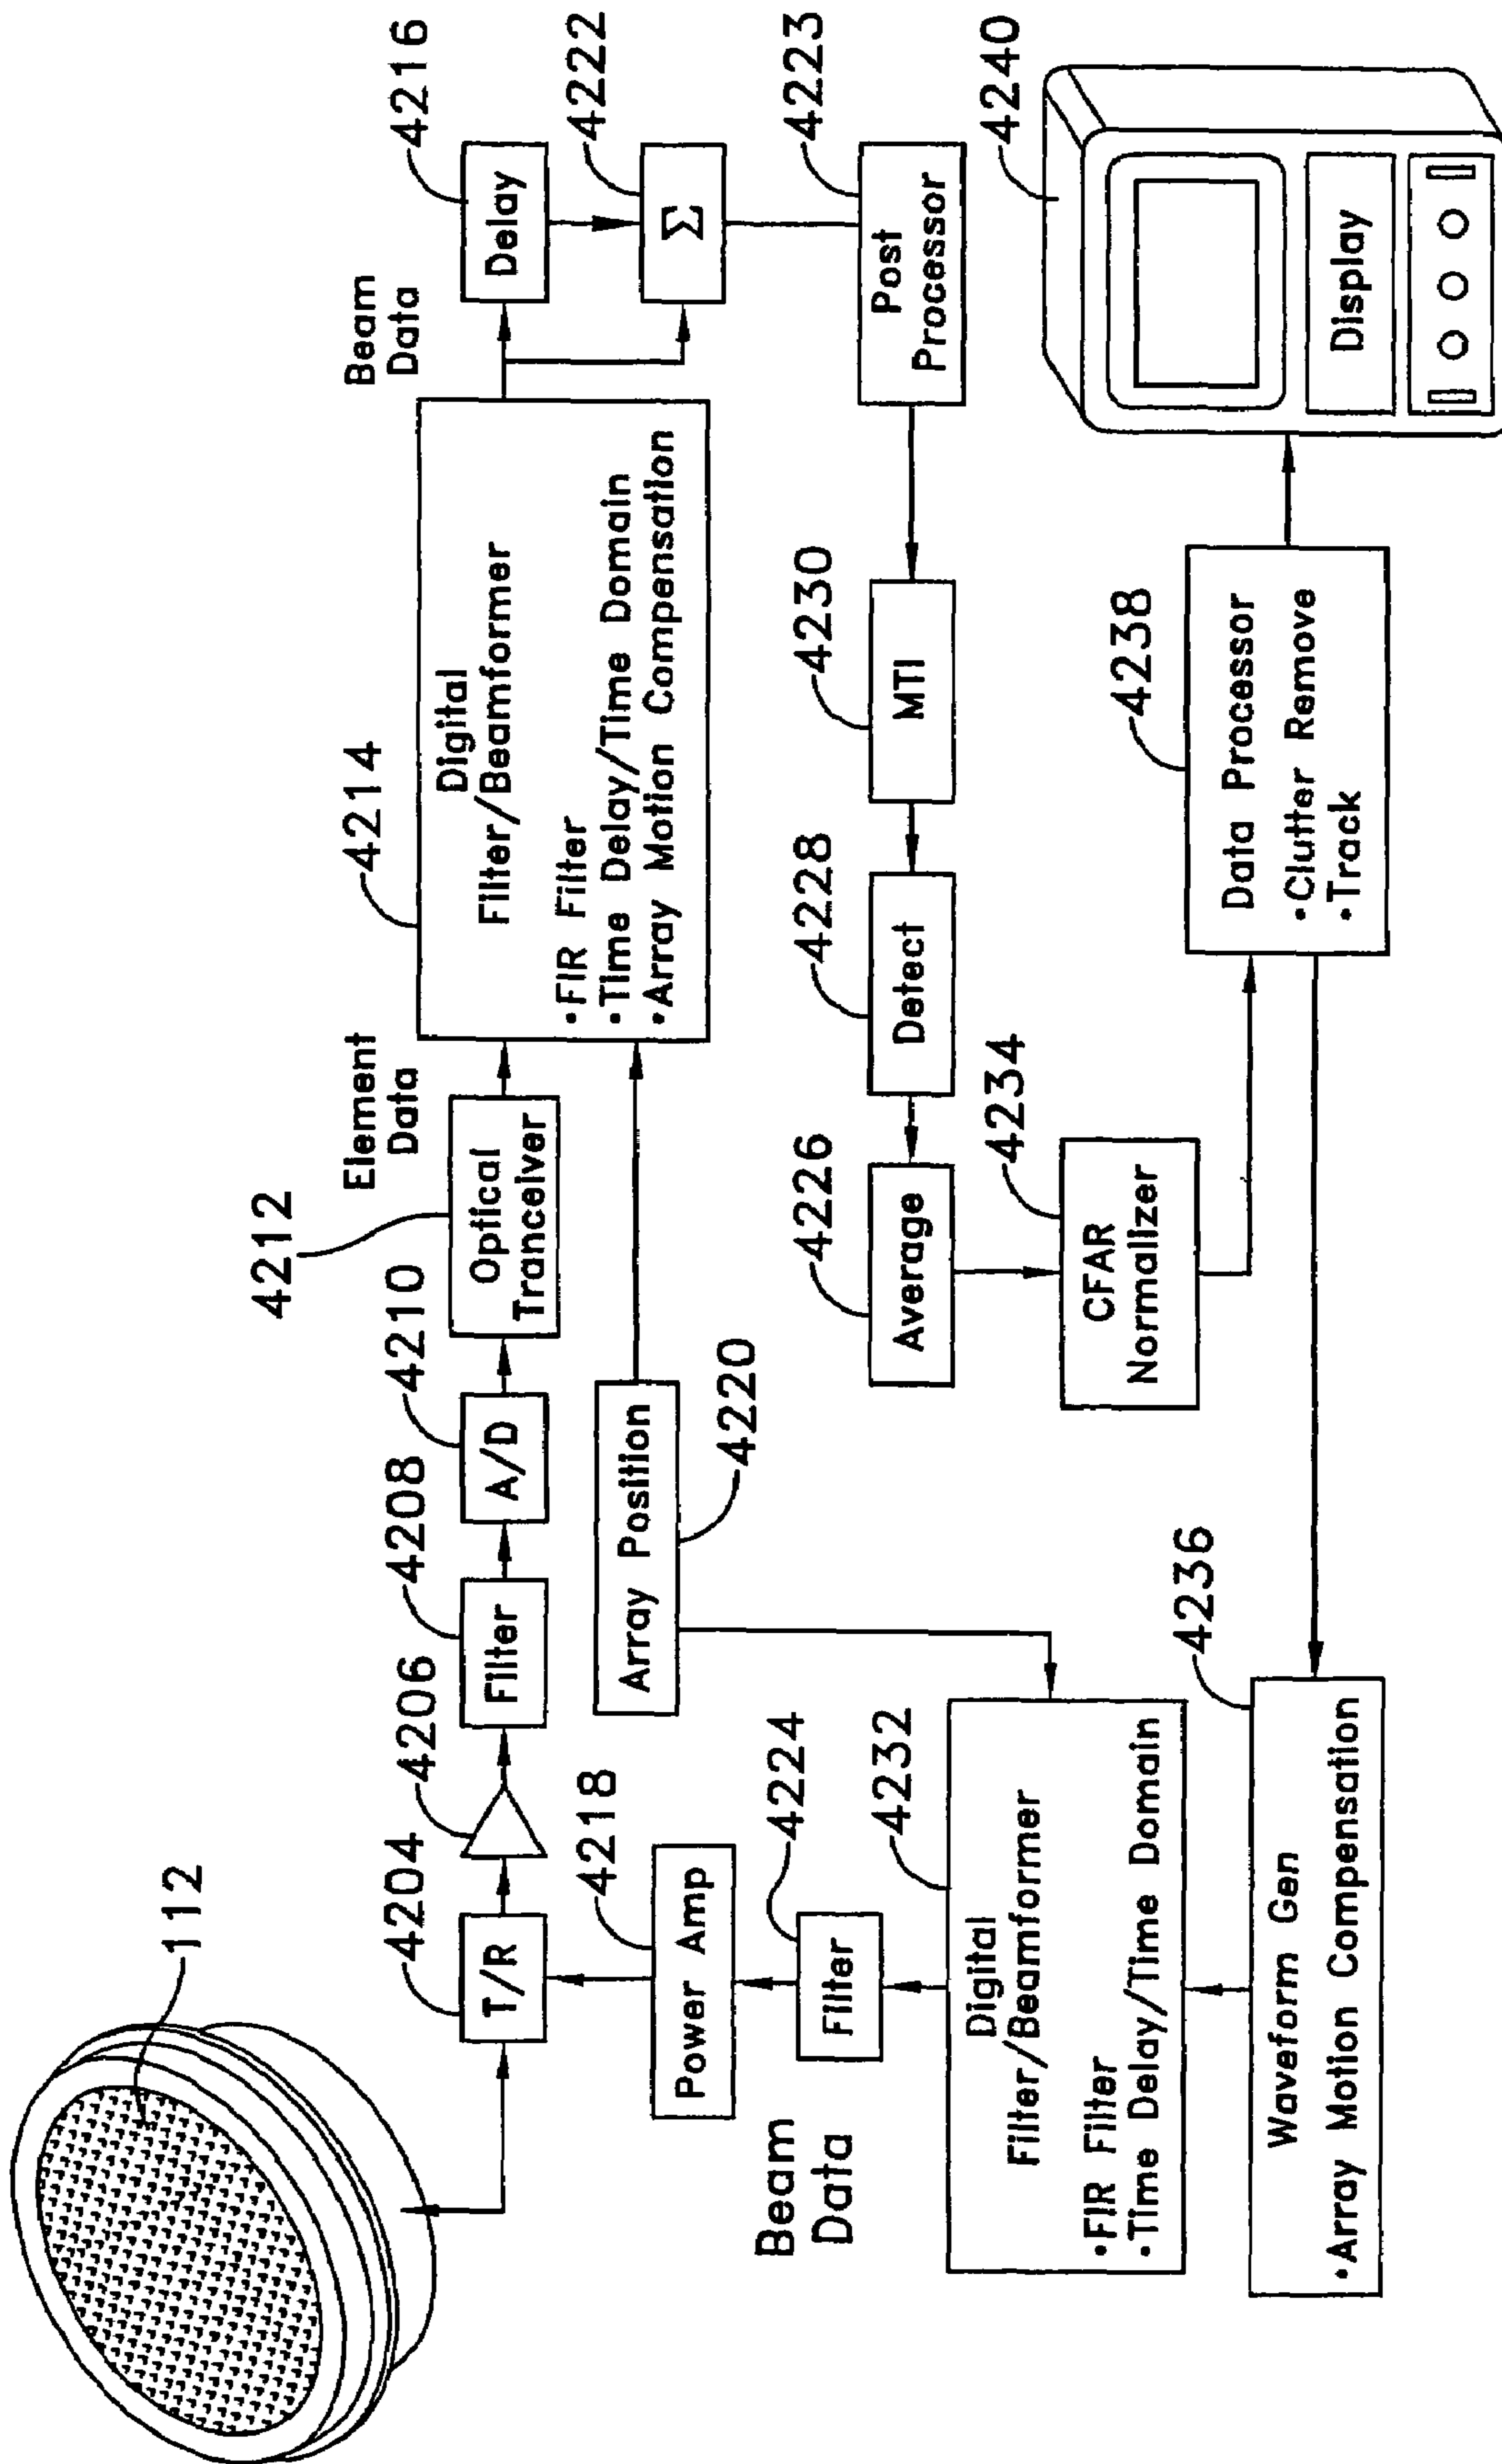 112
4204
T/R
4206
4208
Filter
4210
A/D
4212
Optical
Tranceiver
Element
Data
4214
Digital
Filter/Beamformer
•FIR Filter
•Time Delay/Time Domain
•Array Motion Compensation
Beam
Data
4216
Delay
4222
Σ
4223
Post
Processor
4218
Power Amp
Array Position
4220
4224
Filter
Beam
Data
4226
Average
4228
Detect
4230
MTI
4232
Digital
Filter/Beamformer
•FIR Filter
•Time Delay/Time Domain
4234
CFAR
Normalizer
4236
Waveform Gen
•Array Motion Compensation
4238
Data Processor
•Clutter Remove
•Track
4240
Display